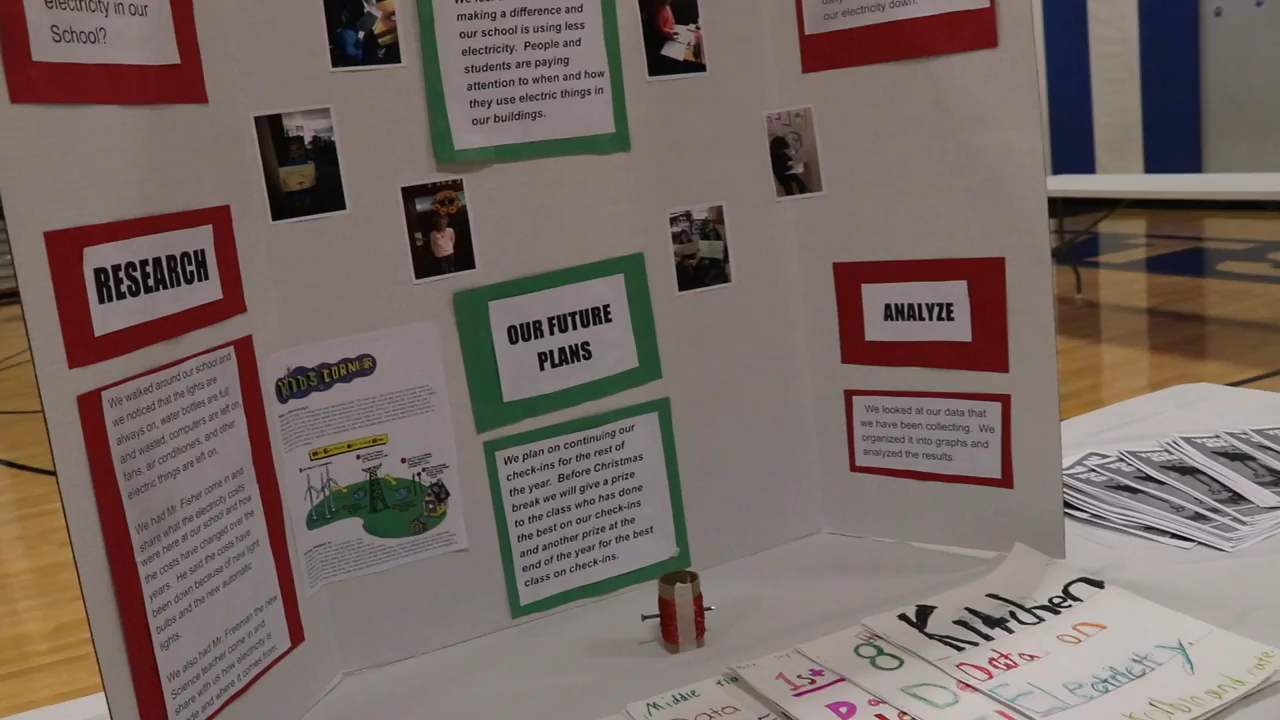 electricity in our
School?
making a difference and
our school is using less
electricity. People and
students are paying
attention to when and how
they use electric things in
our buildings.
our electricity down.
RESEARCH
We walked around our school and
we noticed that the lights are
always on, water bottles are full
and wasted, computers are left on,
fans, air conditioners, and other
electric things are left on.
We had Mr. Fisher come in and
share what the electricity costs
were here at our school and how
the costs have changed over the
years. He said the costs have
been down because of new light
bulbs and the new automatic
lights.
We also had Mr. Freeman the new
Science teacher come in and
share with us how electricity is
and where it comes from.
KIDS' CORNER
OUR FUTURE
PLANS
We plan on continuing our
check-ins for the rest of
the year. Before Christmas
break we will give a prize
to the class who has done
the best on our check-ins
and another prize at the
end of the year for the best
class on check-ins.
ANALYZE
We looked at our data that
we have been collecting. We
organized it into graphs and
analyzed the results.
Kitchen
Data on
ELectricity
8
1st
Middle
Data